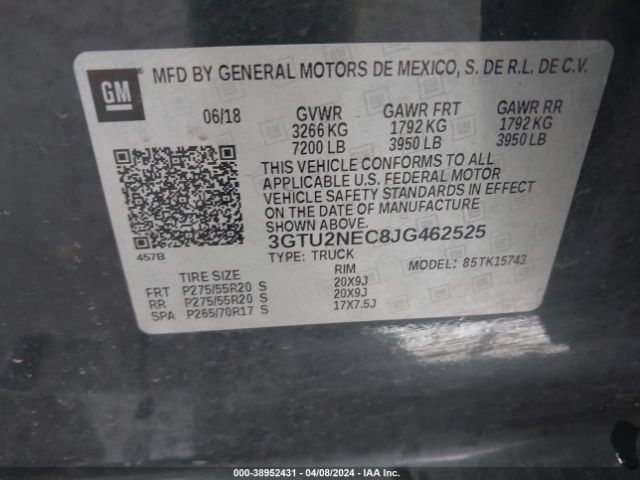 GM
MFD BY GENERAL MOTORS DE MEXICO, S. DE R.L. DE C.V.
06/18 GVWR GAWR FRT GAWR RR
3266 KG 1792 KG 1792 KG
7200 LB 3950 LB 3950 LB
THIS VEHICLE CONFORMS TO ALL
APPLICABLE U.S. FEDERAL MOTOR
VEHICLE SAFETY STANDARDS IN EFFECT
ON THE DATE OF MANUFACTURE
SHOWN ABOVE.
457B
3GTU2NEC8JG462525
TYPE: TRUCK MODEL: 85TK15743
TIRE SIZE RIM
FRT P275/55R20 S 20X9J
RR P275/55R20 S 20X9J
SPA P265/70R17 S 17X7.5J
000-38952431 - 04/08/2024 - IAA Inc.